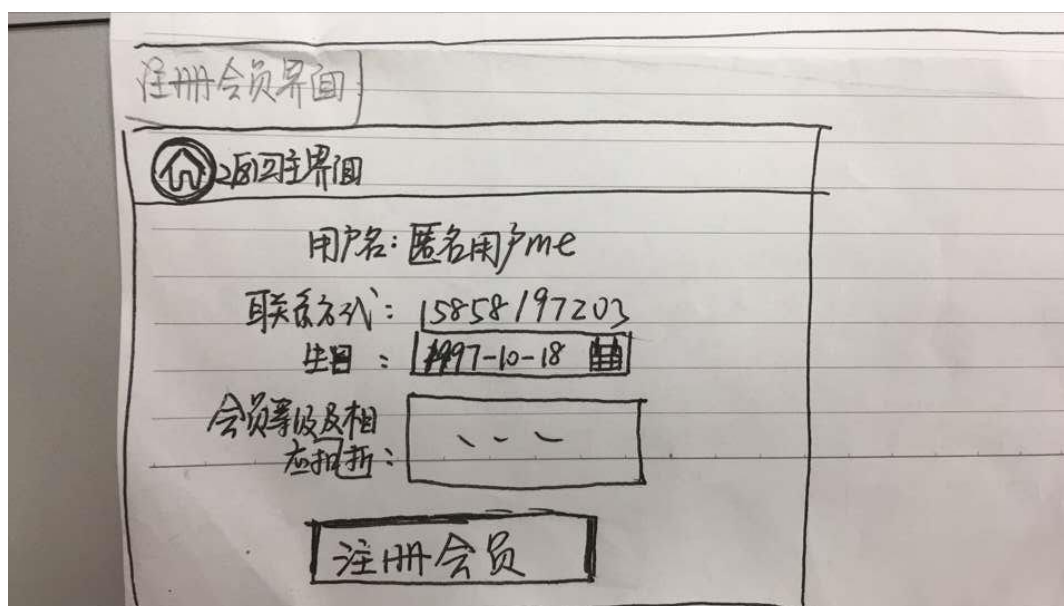 注册会员界面
返回主界面
用户名：匿名用户me
联系方式：15858197203
生日：1997-10-18
会员等级及相
应扣折：
注册会员